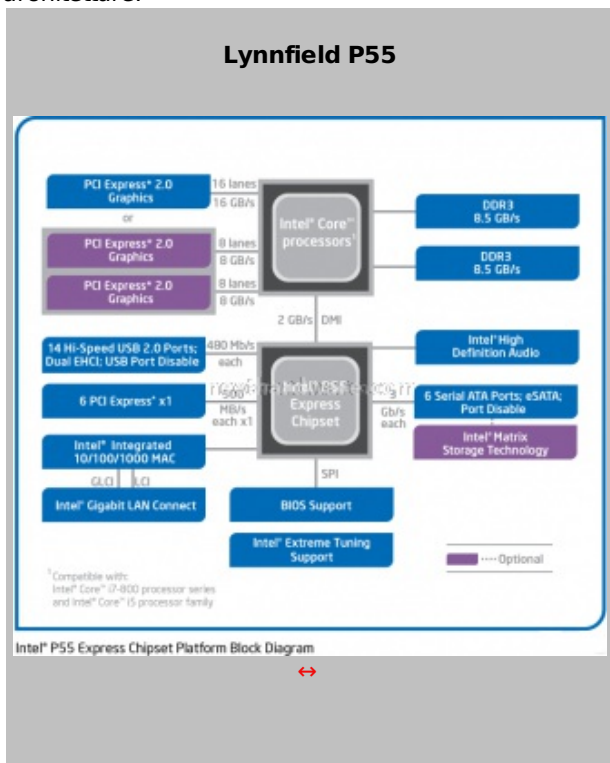 Lynnfield P55
PCI Express* 2.0
Graphics
16 lanes
16 GB/s
or
PCI Express* 2.0
Graphics
8 lanes
8 GB/s
PCI Express* 2.0
Graphics
8 lanes
8 GB/s
Intel® Core™
processors¹
DDR3
8.5 GB/s
DDR3
8.5 GB/s
2 GB/s DMI
14 Hi-Speed USB 2.0 Ports;
Dual EHCI; USB Port Disable
480 Mb/s
each
Intel® High
Definition Audio
6 PCI Express* x1
500
MB/s
each x1
Intel® P55
Express
Chipset
3
Gb/s
each
6 Serial ATA Ports; eSATA;
Port Disable
Intel® Matrix
Storage Technology
Intel® Integrated
10/100/1000 MAC
GLCI LCI
Intel® Gigabit LAN Connect
SPI
BIOS Support
Intel® Extreme Tuning
Support
Optional
¹Compatible with:
Intel® Core™ i7-800 processor series
and Intel® Core™ i5 processor family
Intel® P55 Express Chipset Platform Block Diagram